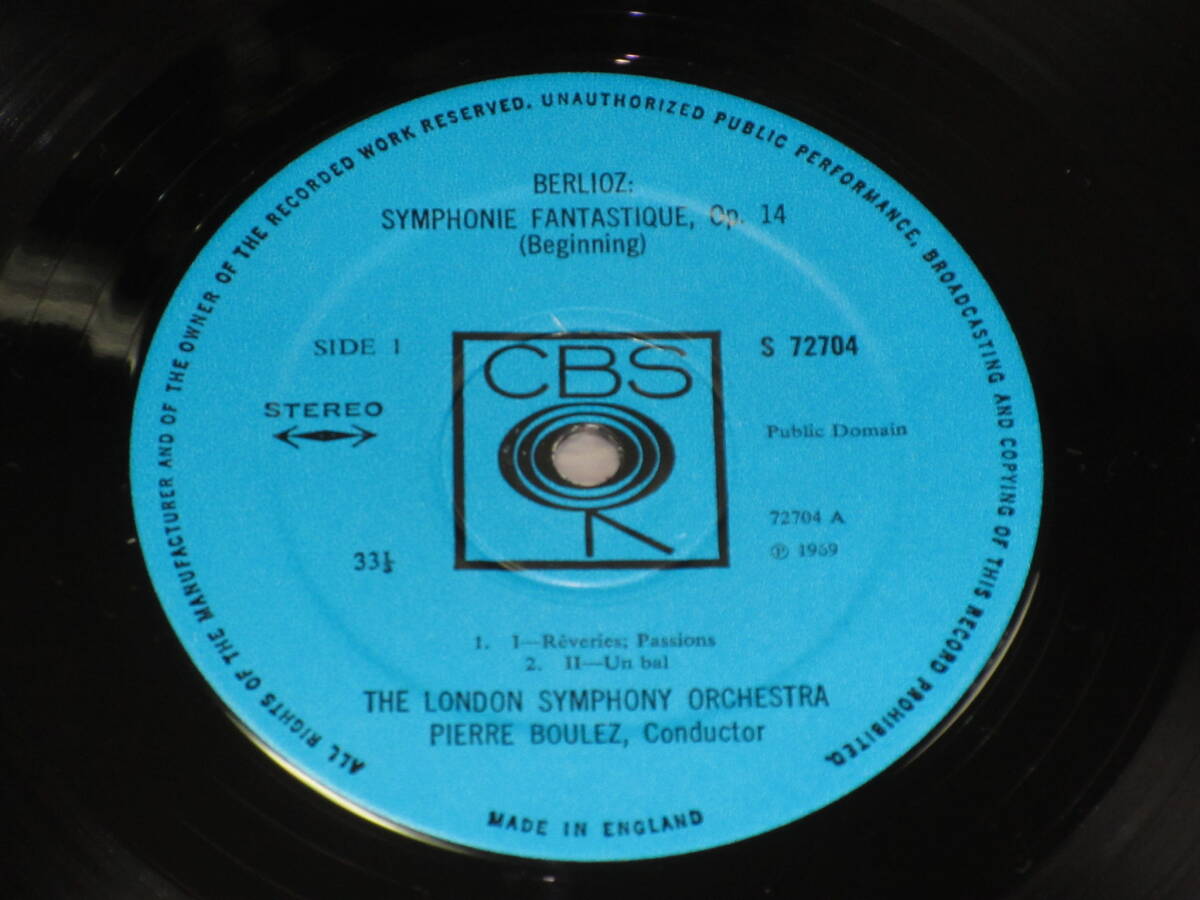 ALL RIGHTS OF THE MANUFACTURER AND OF THE OWNER OF THE RECORDED WORK RESERVED. UNAUTHORIZED PUBLIC PERFORMANCE, BROADCASTING AND COPYING OF THIS RECORD PROHIBITED.
BERLIOZ:
SYMPHONIE FANTASTIQUE, Op. 14
(Beginning)
SIDE 1
S 72704
CBS
STEREO
Public Domain
72704 A
33⅓
℗ 1969
1. I—Rêveries; Passions
2. II—Un bal
THE LONDON SYMPHONY ORCHESTRA
PIERRE BOULEZ, Conductor
MADE IN ENGLAND